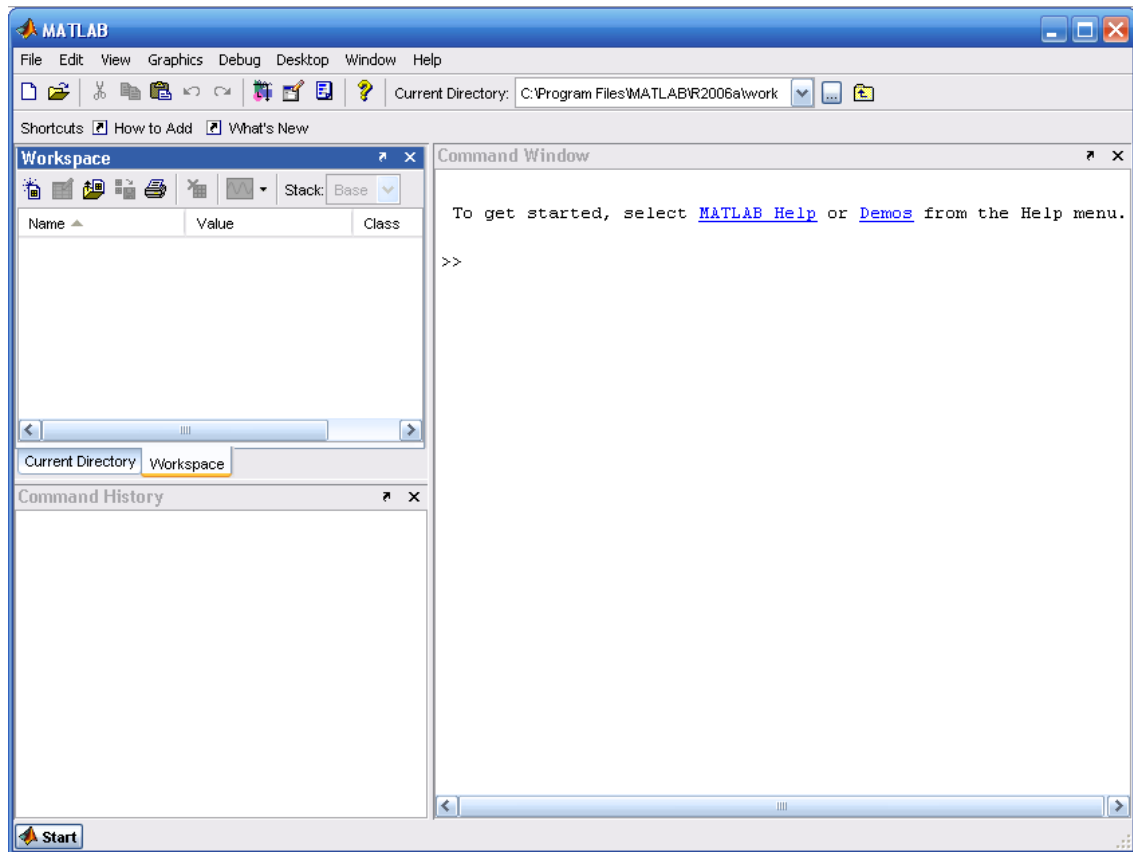 MATLAB
File Edit View Graphics Debug Desktop Window Help
Current Directory: C:\Program Files\MATLAB\R2006a\work ...
Shortcuts How to Add What's New
Workspace
Stack: Base
Name Value Class
Current Directory Workspace
Command History
Command Window
To get started, select MATLAB Help or Demos from the Help menu.
>>
Start